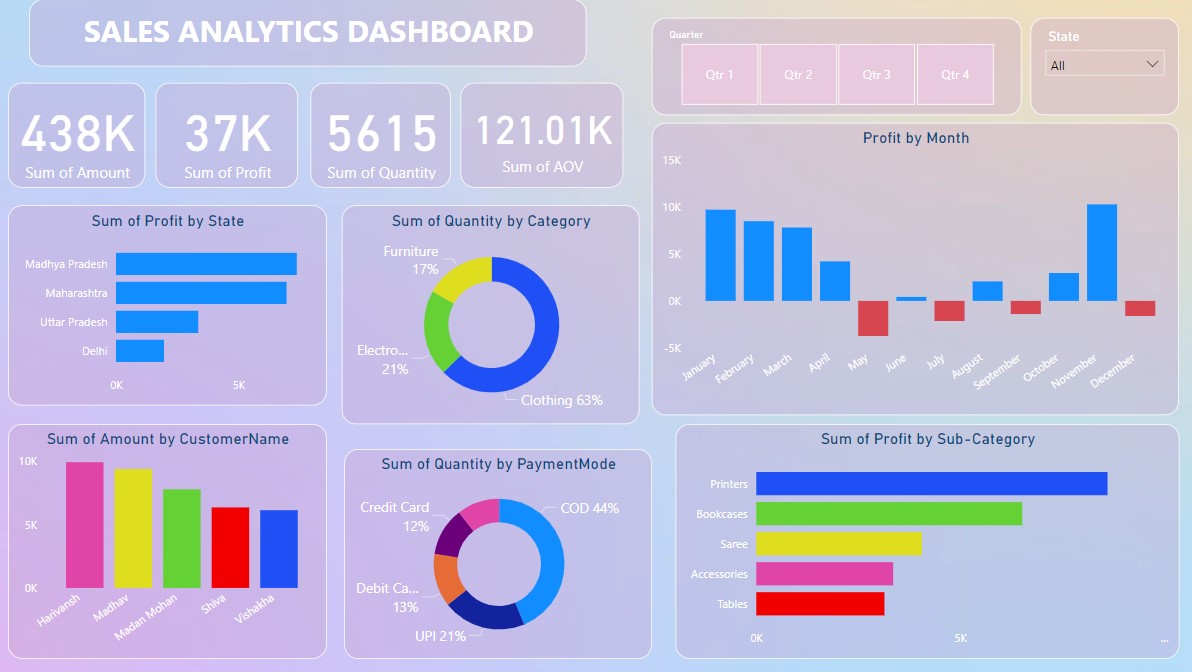 SALES ANALYTICS DASHBOARD
Quarter
Qtr 1
Qtr 2
Qtr 3
Qtr 4
State
All
438K
Sum of Amount
37K
Sum of Profit
5615
Sum of Quantity
121.01K
Sum of AOV
Sum of Profit by State
Madhya Pradesh
Maharashtra
Uttar Pradesh
Delhi
0K
5K
Sum of Quantity by Category
Furniture
17%
Electro...
21%
Clothing 63%
Profit by Month
15K
10K
5K
0K
-5K
January
February
March
April
May
June
July
August
September
October
November
December
Sum of Amount by CustomerName
10K
5K
0K
Harivansh
Madhav
Madan Mohan
Shiva
Vishakha
Sum of Quantity by PaymentMode
Credit Card
12%
COD 44%
Debit Ca...
13%
UPI 21%
Sum of Profit by Sub-Category
Printers
Bookcases
Saree
Accessories
Tables
0K
5K
...